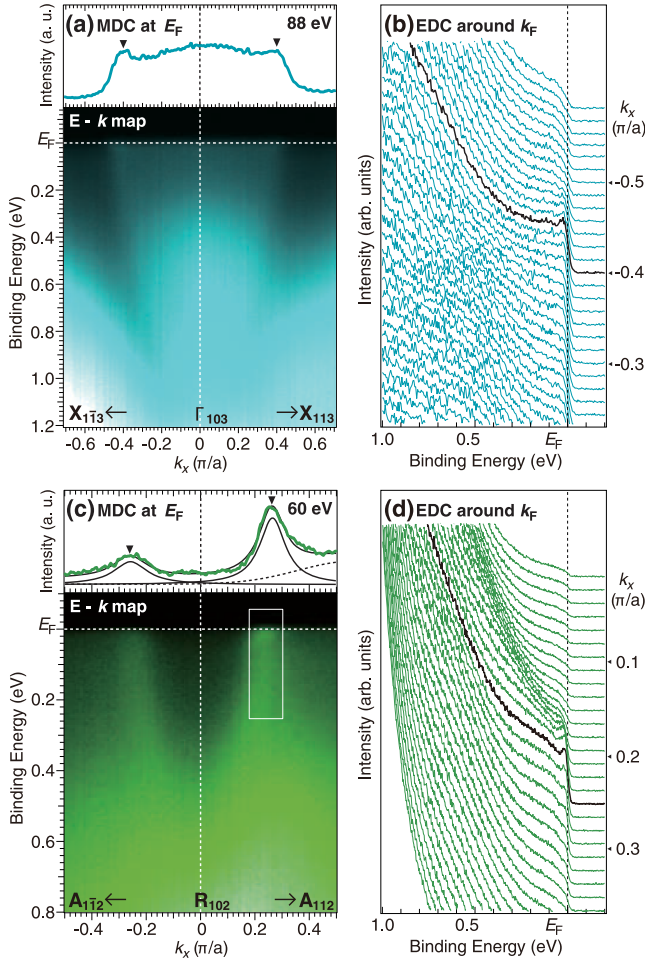 (a) MDC at EF 88 eV
Intensity (a. u.)
E - k map
EF
0.2
0.4
0.6
0.8
1.0
1.2
Binding Energy (eV)
X11̄3 ← Γ103 → X113
-0.6 -0.4 -0.2 0 0.2 0.4 0.6
kx (π/a)
(b) EDC around kF
kx
(π/a)
-0.5
-0.4
-0.3
Intensity (arb. units)
1.0 0.5 EF
Binding Energy (eV)
(c) MDC at EF 60 eV
Intensity (a. u.)
E - k map
EF
0.2
0.4
0.6
0.8
Binding Energy (eV)
A11̄2 ← R102 → A112
-0.4 -0.2 0 0.2 0.4
kx (π/a)
(d) EDC around kF
kx
(π/a)
0.1
0.2
0.3
Intensity (arb. units)
1.0 0.5 EF
Binding Energy (eV)